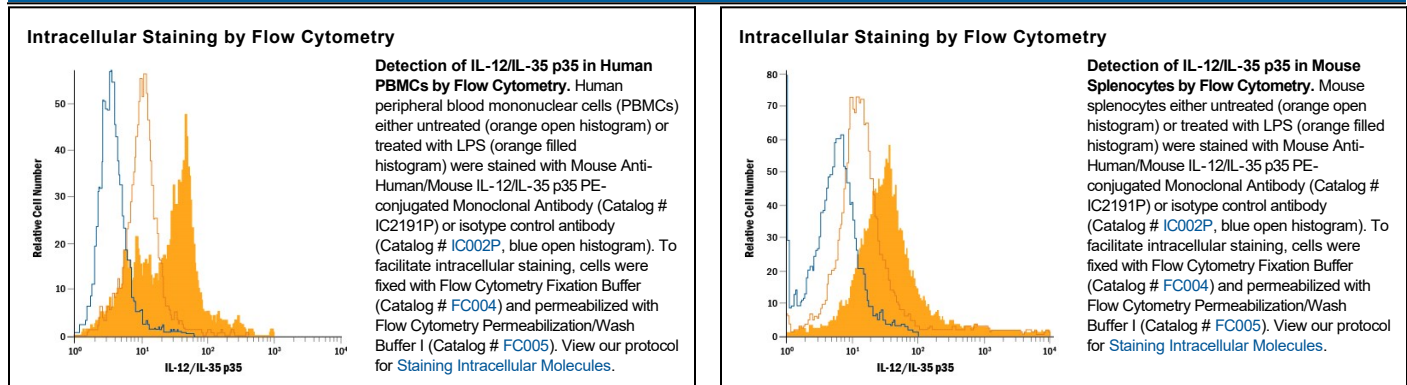 Intracellular Staining by Flow Cytometry
Relative Cell Number
50
40
30
20
10
0
10⁰
10¹
10²
10³
10⁴
IL-12/IL-35 p35
Detection of IL-12/IL-35 p35 in Human
PBMCs by Flow Cytometry. Human
peripheral blood mononuclear cells (PBMCs)
either untreated (orange open histogram) or
treated with LPS (orange filled
histogram) were stained with Mouse Anti-
Human/Mouse IL-12/IL-35 p35 PE-
conjugated Monoclonal Antibody (Catalog #
IC2191P) or isotype control antibody
(Catalog # IC002P, blue open histogram). To
facilitate intracellular staining, cells were
fixed with Flow Cytometry Fixation Buffer
(Catalog # FC004) and permeabilized with
Flow Cytometry Permeabilization/Wash
Buffer I (Catalog # FC005). View our protocol
for Staining Intracellular Molecules.
Intracellular Staining by Flow Cytometry
Relative Cell Number
80
70
60
50
40
30
20
10
0
10⁰
10¹
10²
10³
10⁴
IL-12/IL-35 p35
Detection of IL-12/IL-35 p35 in Mouse
Splenocytes by Flow Cytometry. Mouse
splenocytes either untreated (orange open
histogram) or treated with LPS (orange filled
histogram) were stained with Mouse Anti-
Human/Mouse IL-12/IL-35 p35 PE-
conjugated Monoclonal Antibody (Catalog #
IC2191P) or isotype control antibody
(Catalog # IC002P, blue open histogram). To
facilitate intracellular staining, cells were
fixed with Flow Cytometry Fixation Buffer
(Catalog # FC004) and permeabilized with
Flow Cytometry Permeabilization/Wash
Buffer I (Catalog # FC005). View our protocol
for Staining Intracellular Molecules.